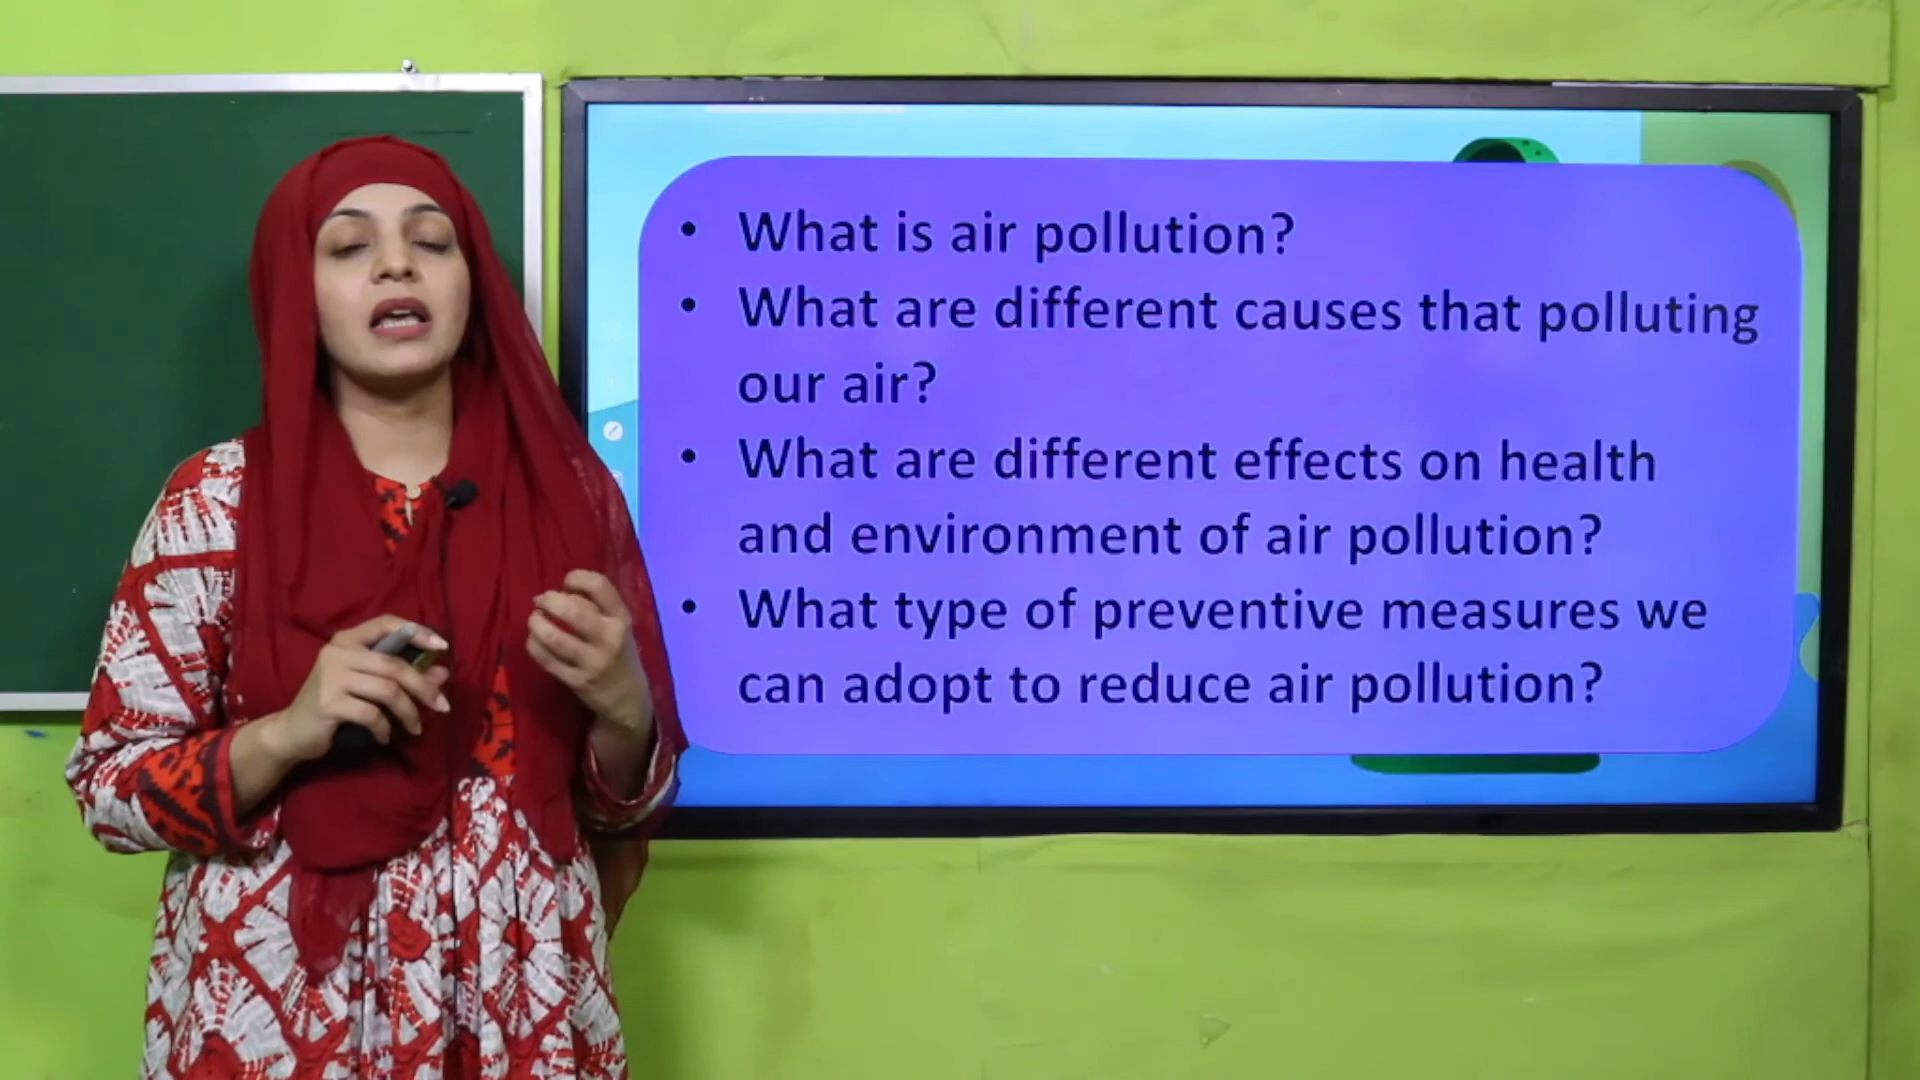 • What is air pollution?
• What are different causes that polluting
our air?
• What are different effects on health
and environment of air pollution?
• What type of preventive measures we
can adopt to reduce air pollution?